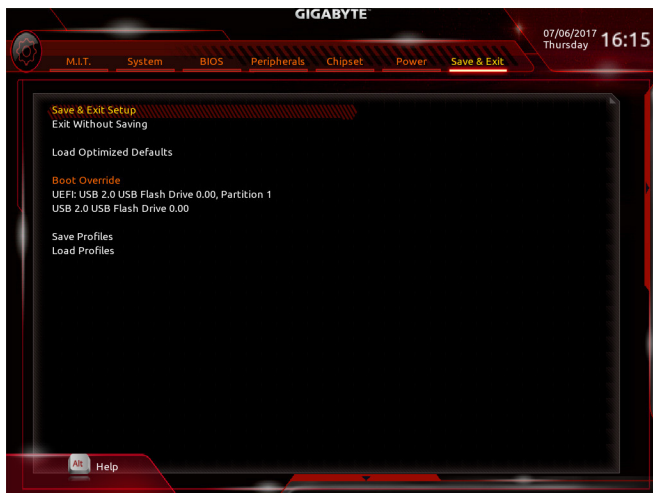 GIGABYTE™
07/06/2017 16:15
Thursday
M.I.T. System BIOS Peripherals Chipset Power Save & Exit
Save & Exit Setup
Exit Without Saving
Load Optimized Defaults
Boot Override
UEFI: USB 2.0 USB Flash Drive 0.00, Partition 1
USB 2.0 USB Flash Drive 0.00
Save Profiles
Load Profiles
Alt Help